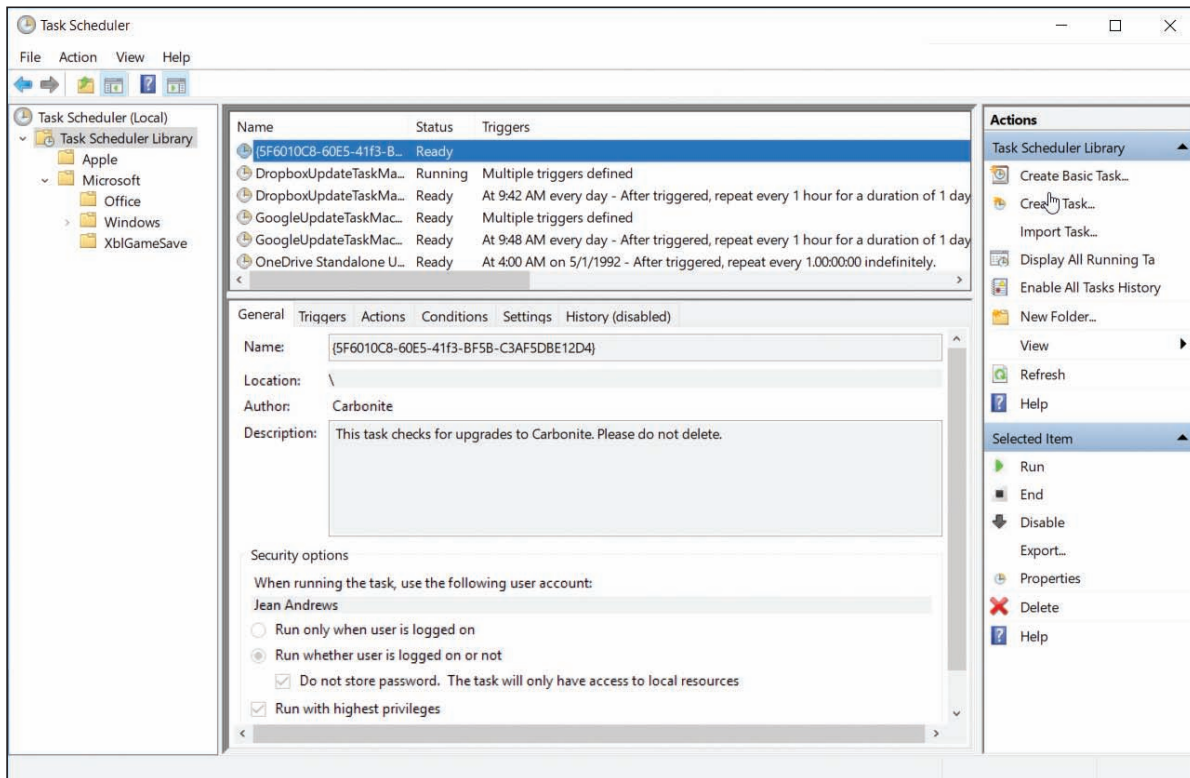 Task Scheduler
File Action View Help
Task Scheduler (Local)
Task Scheduler Library
Apple
Microsoft
Office
Windows
XblGameSave
Name Status Triggers
{5F6010C8-60E5-41f3-B... Ready
DropboxUpdateTaskMa... Running Multiple triggers defined
DropboxUpdateTaskMa... Ready At 9:42 AM every day - After triggered, repeat every 1 hour for a duration of 1 day
GoogleUpdateTaskMac... Ready Multiple triggers defined
GoogleUpdateTaskMac... Ready At 9:48 AM every day - After triggered, repeat every 1 hour for a duration of 1 day
OneDrive Standalone U... Ready At 4:00 AM on 5/1/1992 - After triggered, repeat every 1.00:00:00 indefinitely.
General Triggers Actions Conditions Settings History (disabled)
Name: {5F6010C8-60E5-41f3-BF5B-C3AF5DBE12D4}
Location: \
Author: Carbonite
Description: This task checks for upgrades to Carbonite. Please do not delete.
Security options
When running the task, use the following user account:
Jean Andrews
Run only when user is logged on
Run whether user is logged on or not
Do not store password. The task will only have access to local resources
Run with highest privileges
Actions
Task Scheduler Library
Create Basic Task...
Task...
Import Task...
Display All Running Ta
Enable All Tasks History
New Folder...
View
Refresh
Help
Selected Item
Run
End
Disable
Export...
Properties
Delete
Help